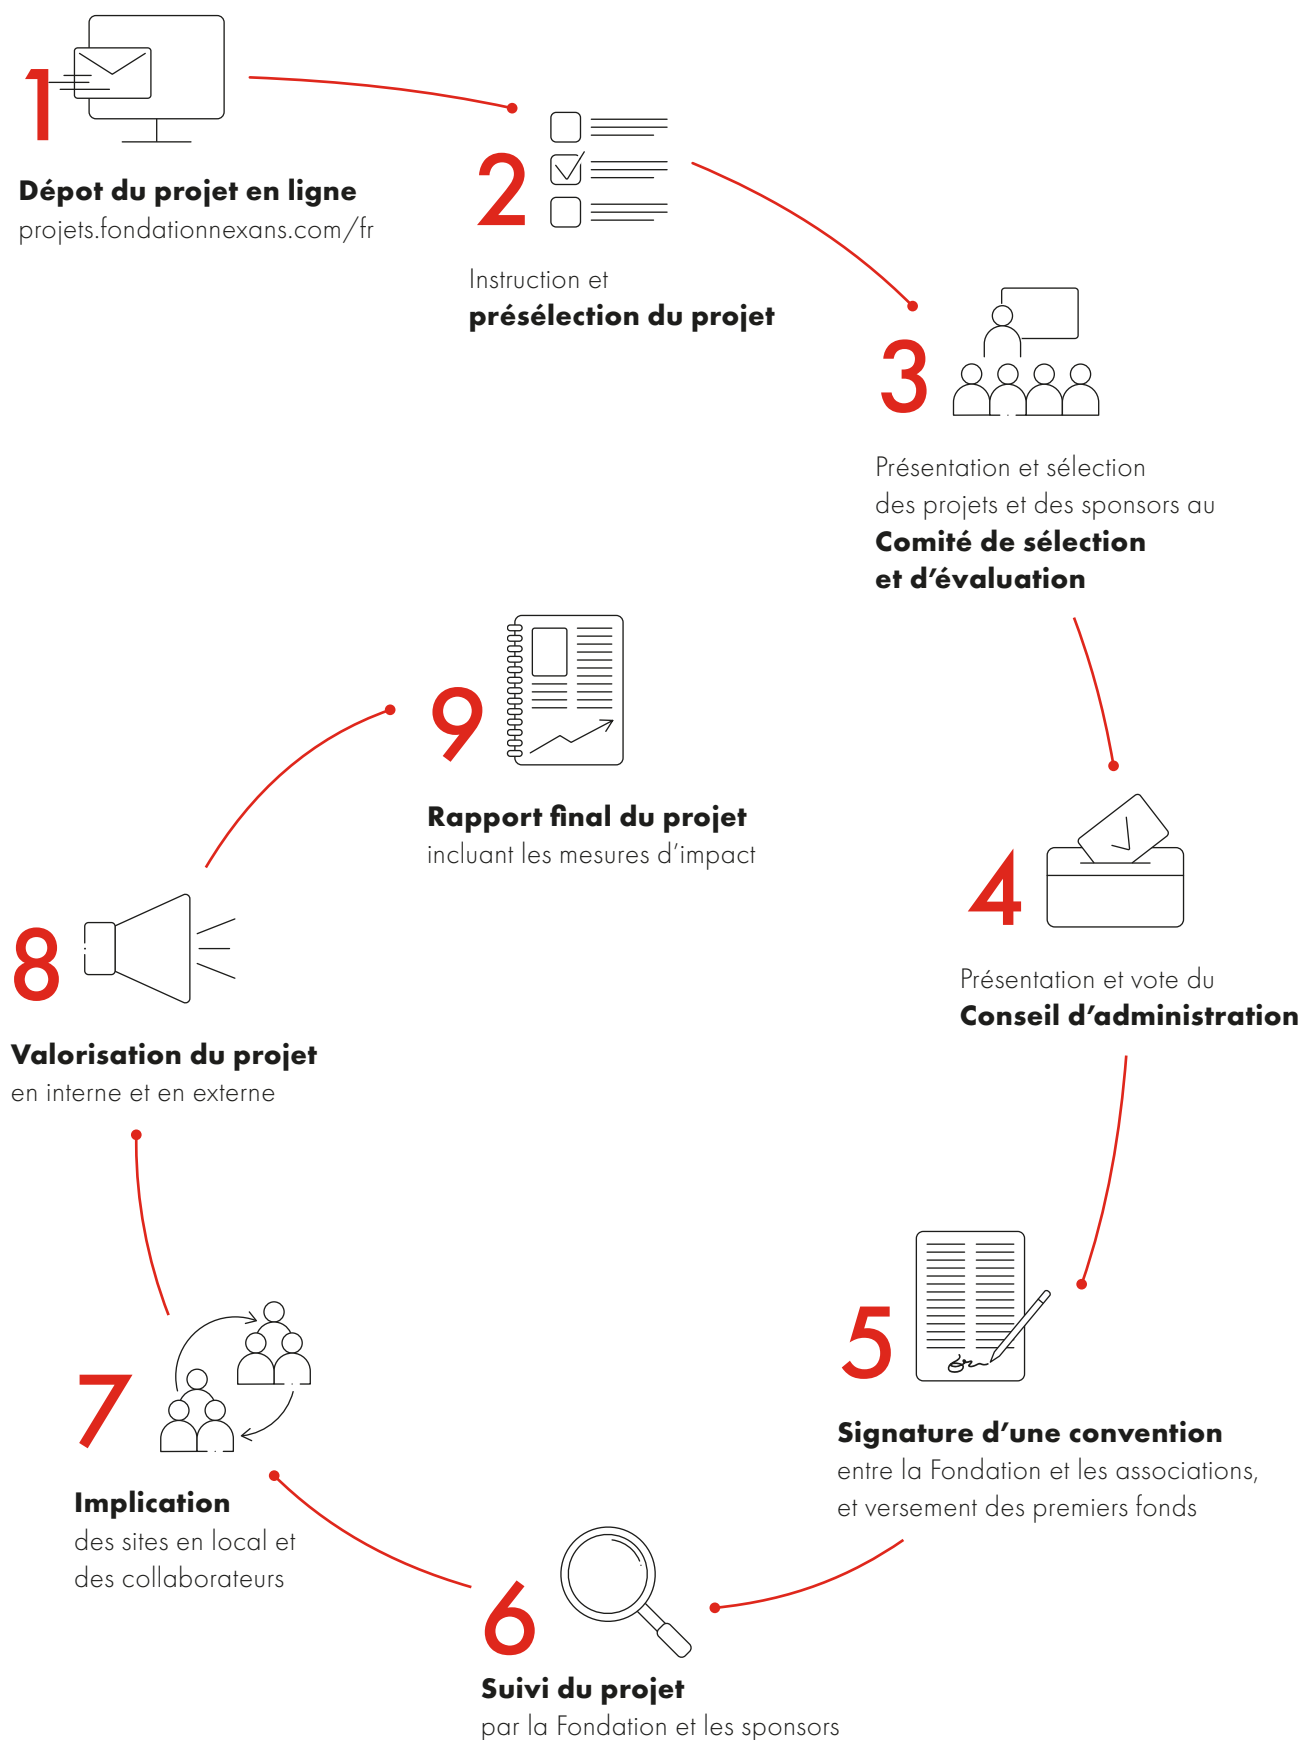 1
Dépot du projet en ligne
projets.fondationnexans.com/fr
2
Instruction et
présélection du projet
3
Présentation et sélection
des projets et des sponsors au
Comité de sélection
et d’évaluation
4
Présentation et vote du
Conseil d’administration
5
Signature d’une convention
entre la Fondation et les associations,
et versement des premiers fonds
6
Suivi du projet
par la Fondation et les sponsors
7
Implication
des sites en local et
des collaborateurs
8
Valorisation du projet
en interne et en externe
9
Rapport final du projet
incluant les mesures d’impact